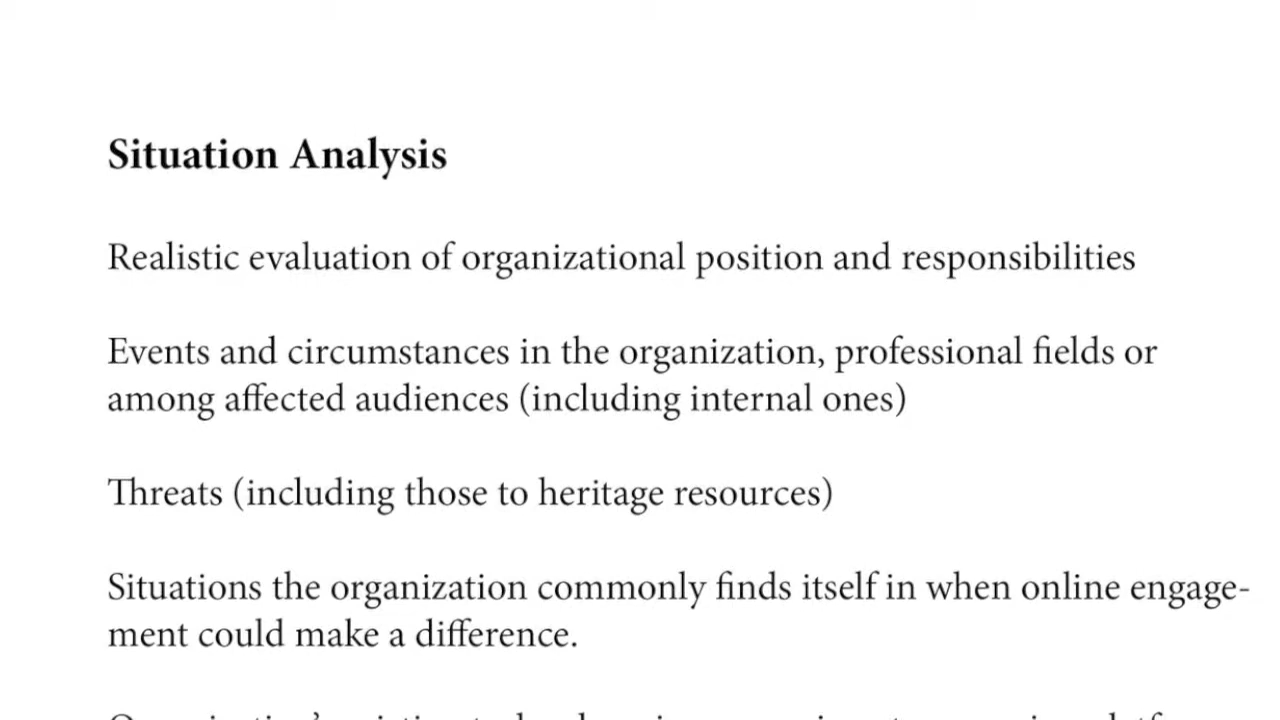 Situation Analysis
Realistic evaluation of organizational position and responsibilities
Events and circumstances in the organization, professional fields or
among affected audiences (including internal ones)
Threats (including those to heritage resources)
Situations the organization commonly finds itself in when online engage-
ment could make a difference.